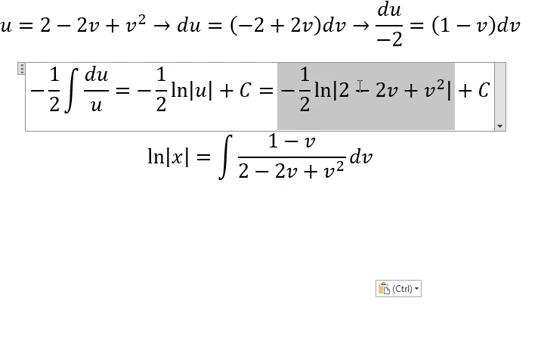 u = 2 − 2v + v² → du = (−2 + 2v)dv → du/−2 = (1 − v)dv
−1/2 ∫ du/u = −1/2 ln|u| + C = −1/2 ln|2 − 2v + v²| + C
ln|x| = ∫ (1 − v)/(2 − 2v + v²) dv
(Ctrl)